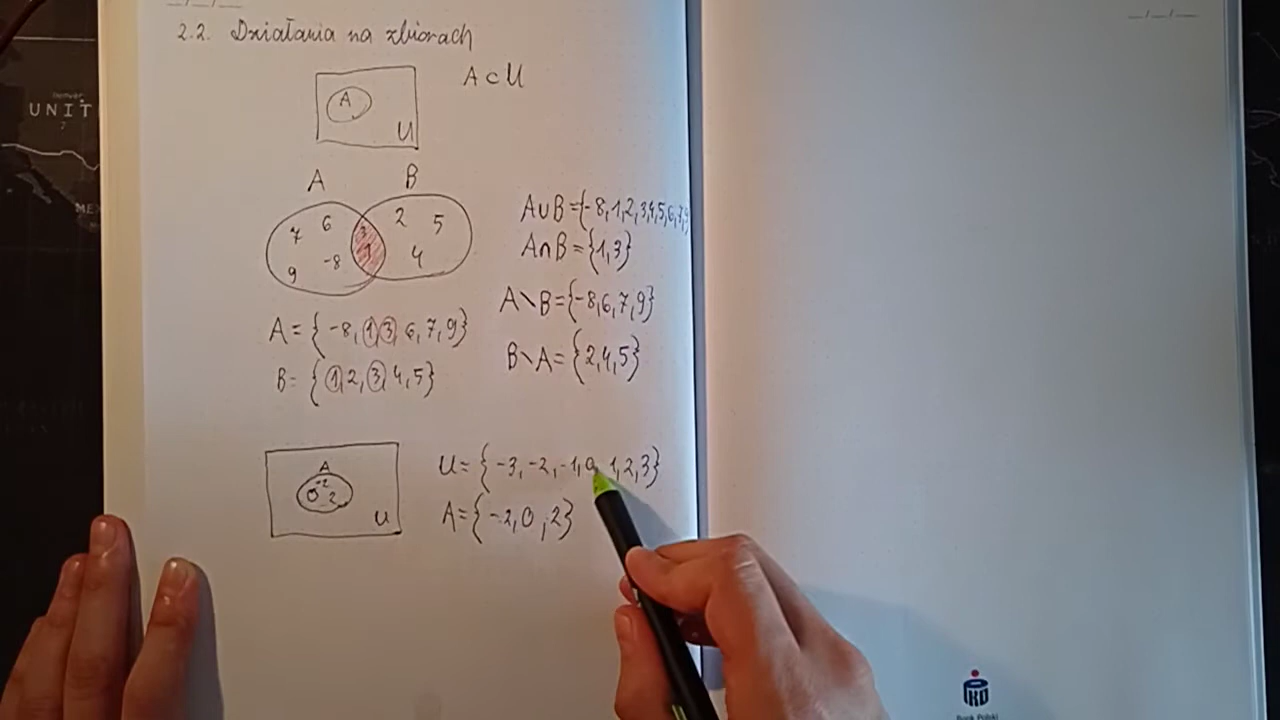 2.2. Działania na zbiorach
A
U
A ⊂ U
A B
7 6 3 2 5
9 -8 1 4
A∪B={-8,1,2,3,4,5,6,7,9}
A∩B={1,3}
A∖B={-8,6,7,9}
B∖A={2,4,5}
A={-8,1,3,6,7,9}
B={1,2,3,4,5}
A
0 -2 2
U
U={-3,-2,-1,0,1,2,3}
A={-2,0,2}
UNIT
Bank Polski